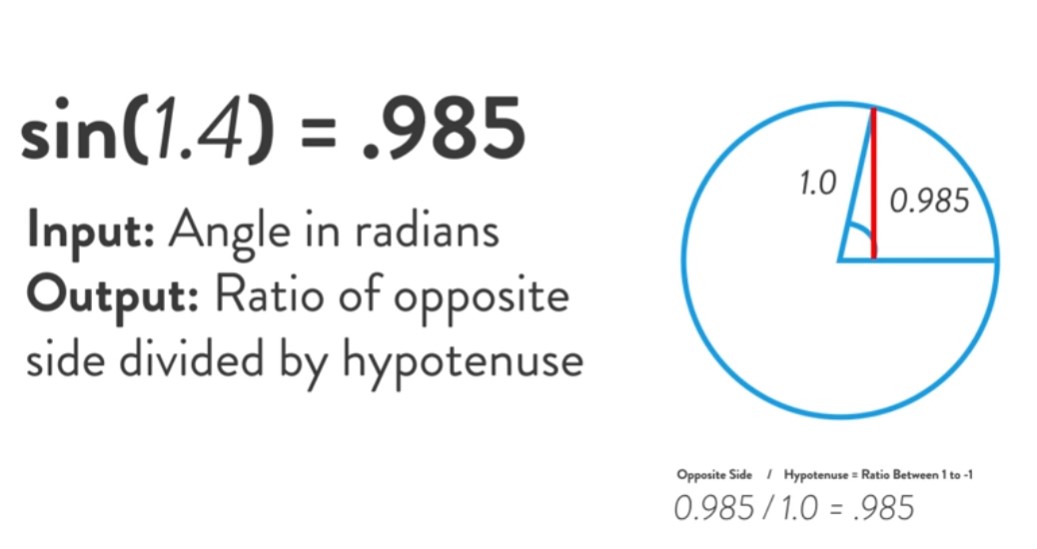 sin(1.4) = .985
Input: Angle in radians
Output: Ratio of opposite
side divided by hypotenuse
1.0
0.985
Opposite Side / Hypotenuse = Ratio Between 1 to -1
0.985 / 1.0 = .985